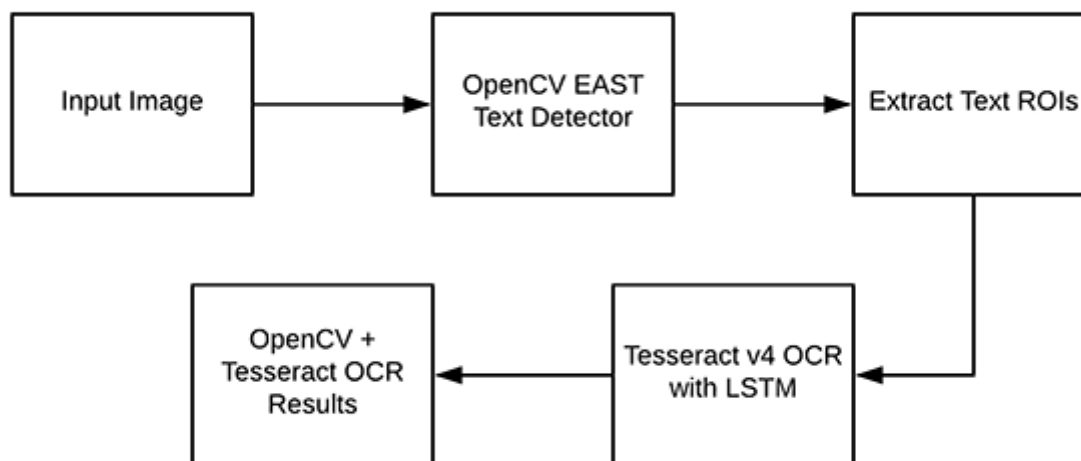 Input Image
OpenCV EAST
Text Detector
Extract Text ROIs
Tesseract v4 OCR
with LSTM
OpenCV +
Tesseract OCR
Results